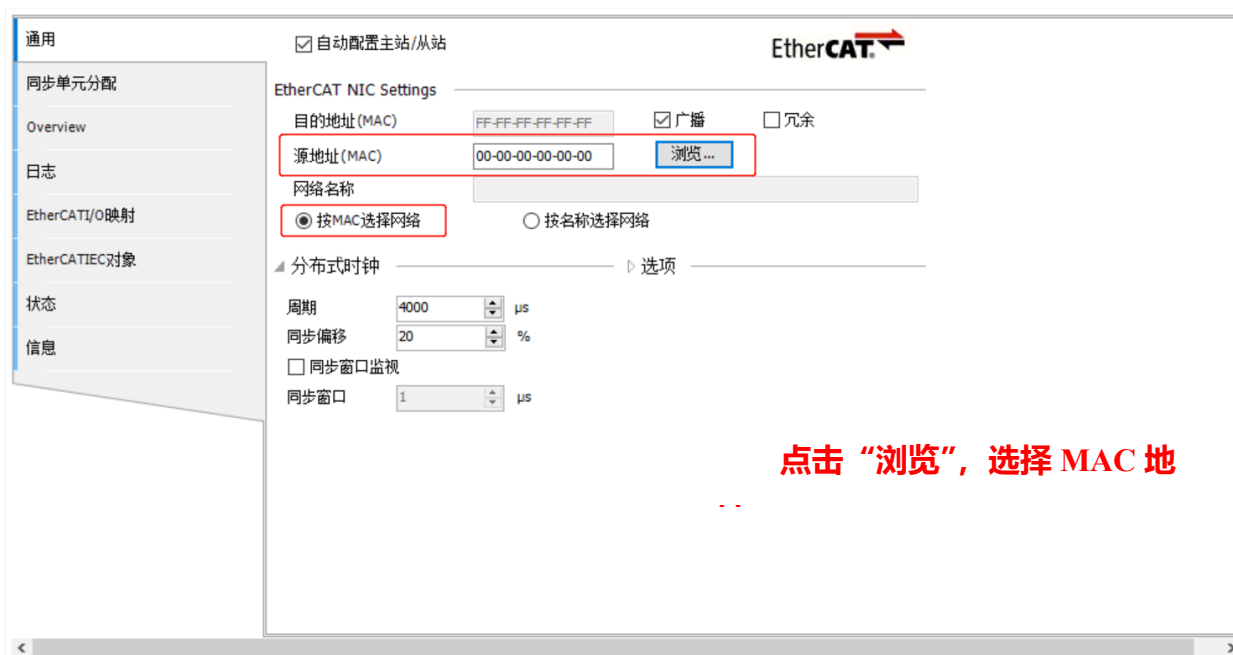 通用
同步单元分配
Overview
日志
EtherCATI/O映射
EtherCATIEC对象
状态
信息
自动配置主站/从站
EtherCAT
EtherCAT NIC Settings
目的地址(MAC) FF-FF-FF-FF-FF-FF 广播 冗余
源地址(MAC) 00-00-00-00-00-00 浏览...
网络名称
按MAC选择网络 按名称选择网络
分布式时钟 选项
周期 4000 µs
同步偏移 20 %
同步窗口监视
同步窗口 1 µs
点击“浏览”，选择 MAC 地